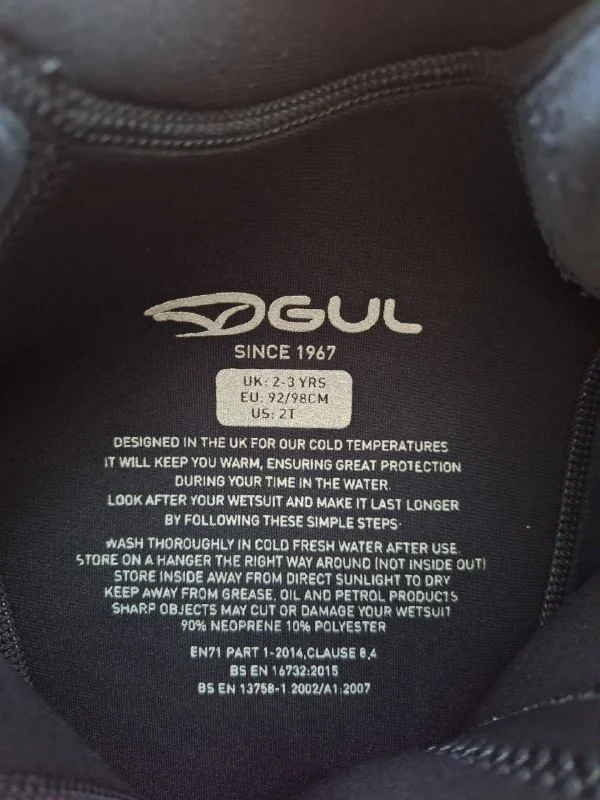 GUL
SINCE 1967
UK: 2-3 YRS
EU: 92/98CM
US: 2T
DESIGNED IN THE UK FOR OUR COLD TEMPERATURES
IT WILL KEEP YOU WARM, ENSURING GREAT PROTECTION
DURING YOUR TIME IN THE WATER.
LOOK AFTER YOUR WETSUIT AND MAKE IT LAST LONGER
BY FOLLOWING THESE SIMPLE STEPS:
WASH THOROUGHLY IN COLD FRESH WATER AFTER USE.
STORE ON A HANGER THE RIGHT WAY AROUND (NOT INSIDE OUT)
STORE INSIDE AWAY FROM DIRECT SUNLIGHT TO DRY
KEEP AWAY FROM GREASE, OIL AND PETROL PRODUCTS
SHARP OBJECTS MAY CUT OR DAMAGE YOUR WETSUIT
90% NEOPRENE 10% POLYESTER
EN71 PART 1-2014,CLAUSE 8,4
BS EN 16732:2015
BS EN 13758-1 2002/A1:2007